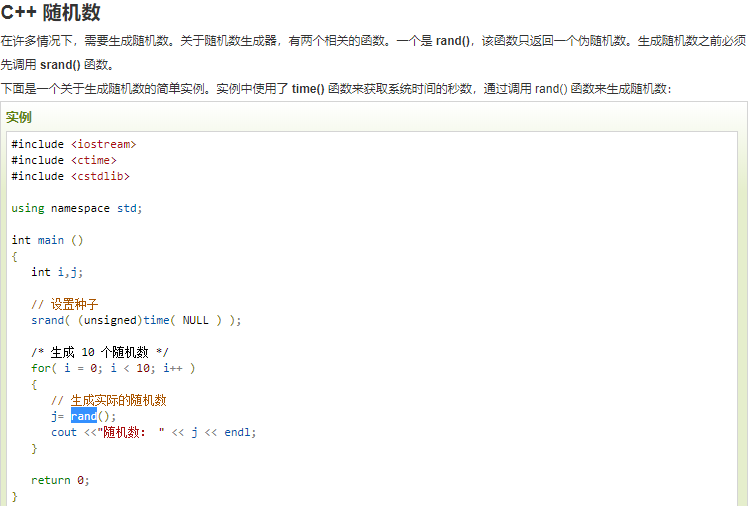 C++ 随机数
在许多情况下，需要生成随机数。关于随机数生成器，有两个相关的函数。一个是 rand()，该函数只返回一个伪随机数。生成随机数之前必须
先调用 srand() 函数。
下面是一个关于生成随机数的简单实例。实例中使用了 time() 函数来获取系统时间的秒数，通过调用 rand() 函数来生成随机数：
实例
#include <iostream>
#include <ctime>
#include <cstdlib>
using namespace std;
int main ()
{
int i,j;
// 设置种子
srand( (unsigned)time( NULL ) );
/* 生成 10 个随机数 */
for( i = 0; i < 10; i++ )
{
// 生成实际的随机数
j= rand();
cout <<"随机数： " << j << endl;
}
return 0;
}